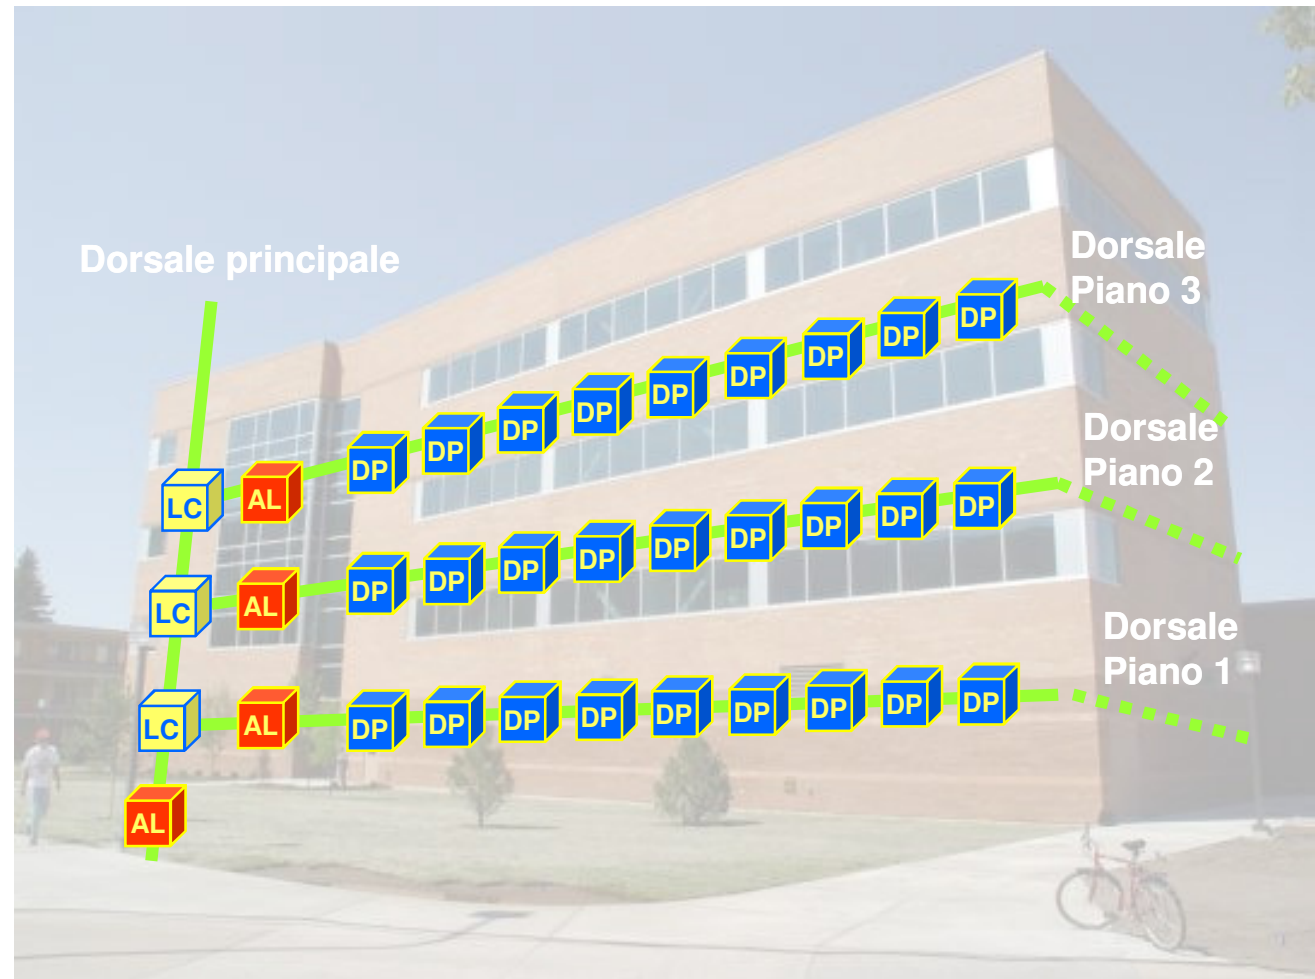 Dorsale principale
Dorsale
Piano 3
DP DP DP DP DP DP DP DP DP
LC AL
Dorsale
Piano 2
DP DP DP DP DP DP DP DP DP
LC AL
Dorsale
Piano 1
LC AL DP DP DP DP DP DP DP DP DP
AL